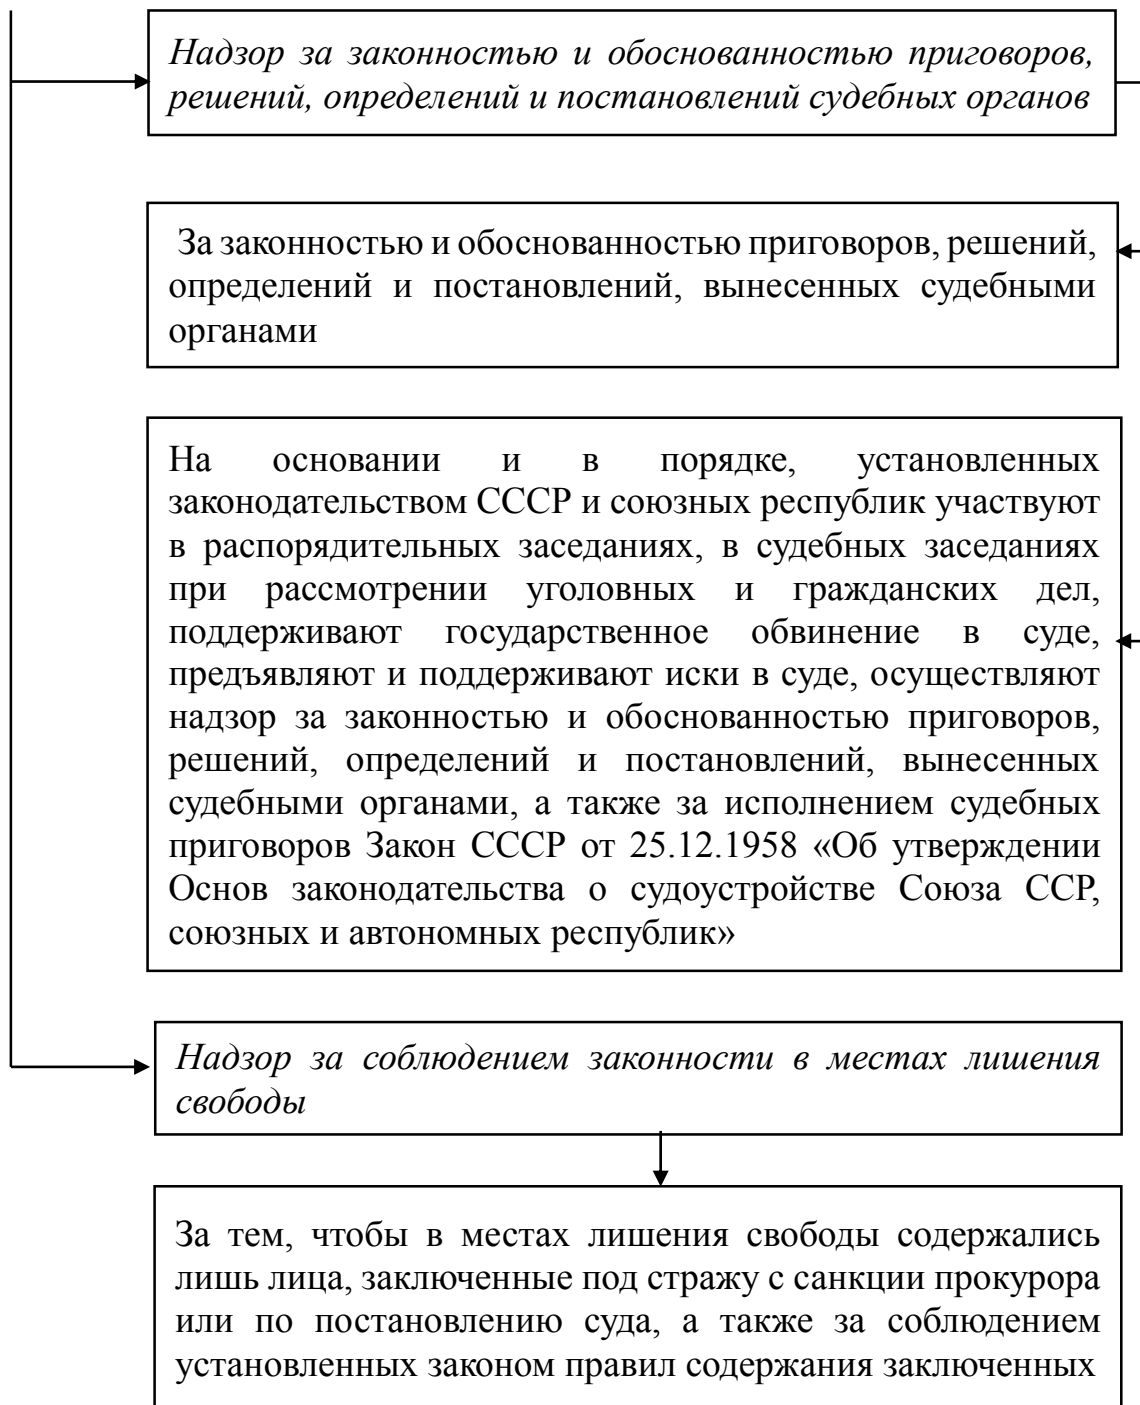 Надзор за законностью и обоснованностью приговоров,
решений, определений и постановлений судебных органов
За законностью и обоснованностью приговоров, решений,
определений и постановлений, вынесенных судебными
органами
На основании и в порядке, установленных
законодательством СССР и союзных республик участвуют
в распорядительных заседаниях, в судебных заседаниях
при рассмотрении уголовных и гражданских дел,
поддерживают государственное обвинение в суде,
предъявляют и поддерживают иски в суде, осуществляют
надзор за законностью и обоснованностью приговоров,
решений, определений и постановлений, вынесенных
судебными органами, а также за исполнением судебных
приговоров Закон СССР от 25.12.1958 «Об утверждении
Основ законодательства о судоустройстве Союза ССР,
союзных и автономных республик»
Надзор за соблюдением законности в местах лишения
свободы
За тем, чтобы в местах лишения свободы содержались
лишь лица, заключенные под стражу с санкции прокурора
или по постановлению суда, а также за соблюдением
установленных законом правил содержания заключенных